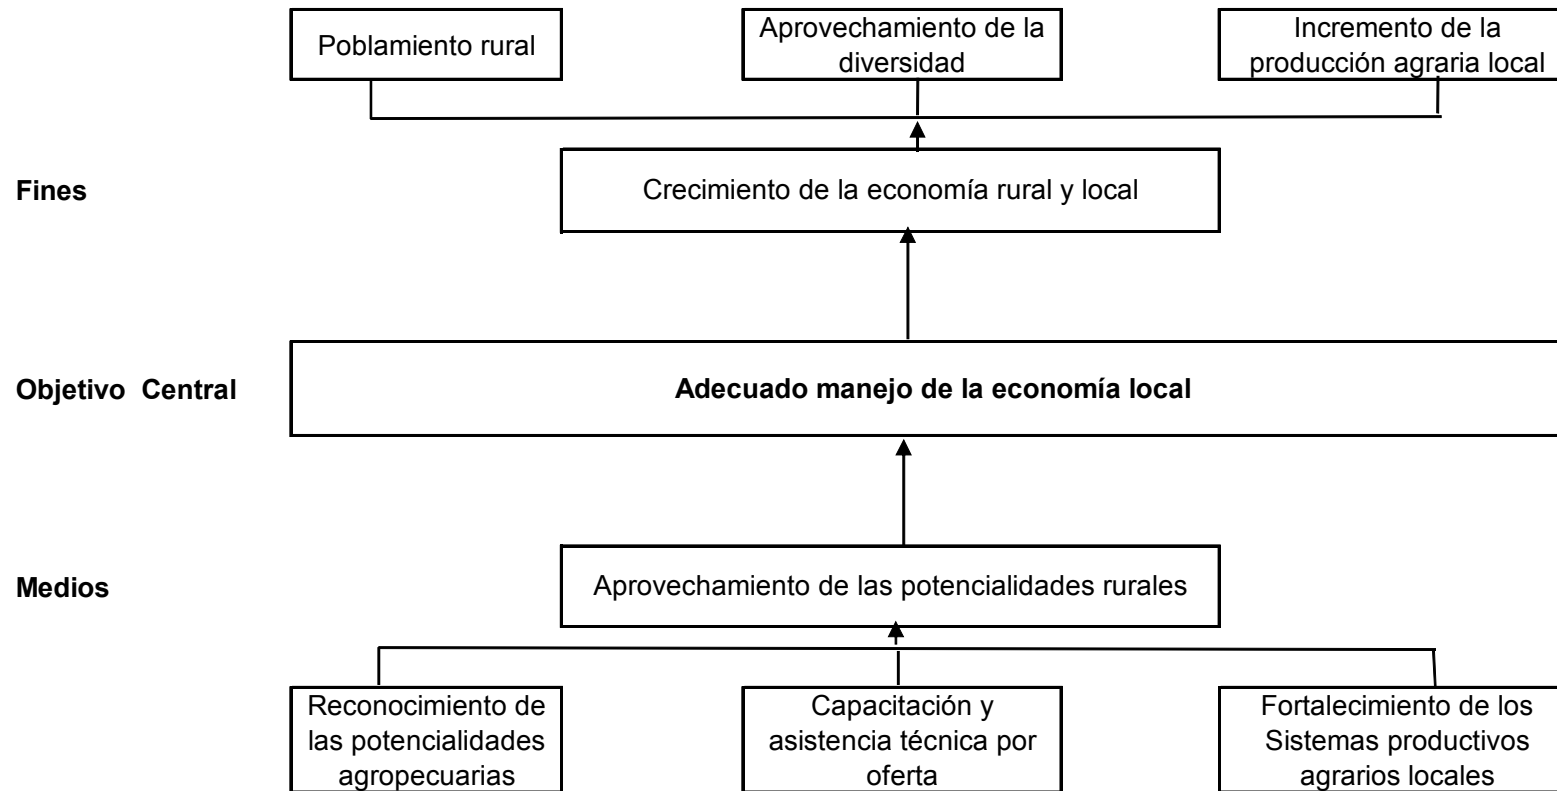 Poblamiento rural
Aprovechamiento de la
diversidad
Incremento de la
producción agraria local
Fines
Crecimiento de la economía rural y local
Objetivo Central
Adecuado manejo de la economía local
Medios
Aprovechamiento de las potencialidades rurales
Reconocimiento de
las potencialidades
agropecuarias
Capacitación y
asistencia técnica por
oferta
Fortalecimiento de los
Sistemas productivos
agrarios locales